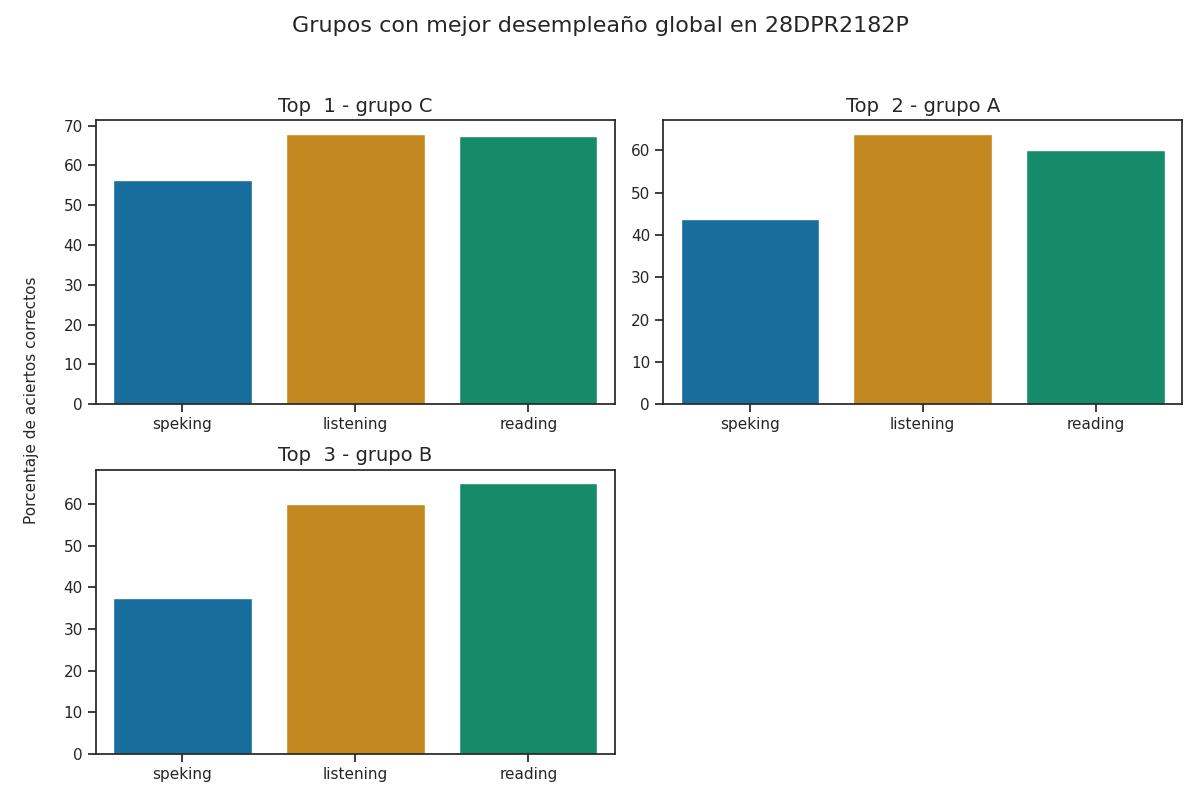 Grupos con mejor desempleaño global en 28DPR2182P
Porcentaje de aciertos correctos
Top  1 - grupo C
70
60
50
40
30
20
10
0
speking listening reading
Top  2 - grupo A
60
50
40
30
20
10
0
speking listening reading
Top  3 - grupo B
60
50
40
30
20
10
0
speking listening reading